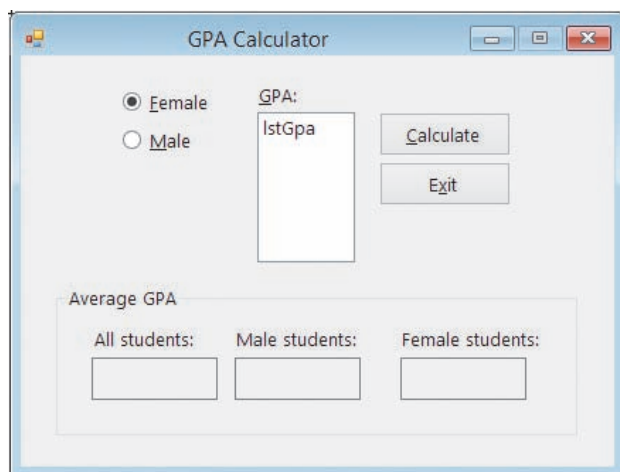 GPA Calculator
Female
Male
GPA:
lstGpa
Calculate
Exit
Average GPA
All students:
Male students:
Female students: